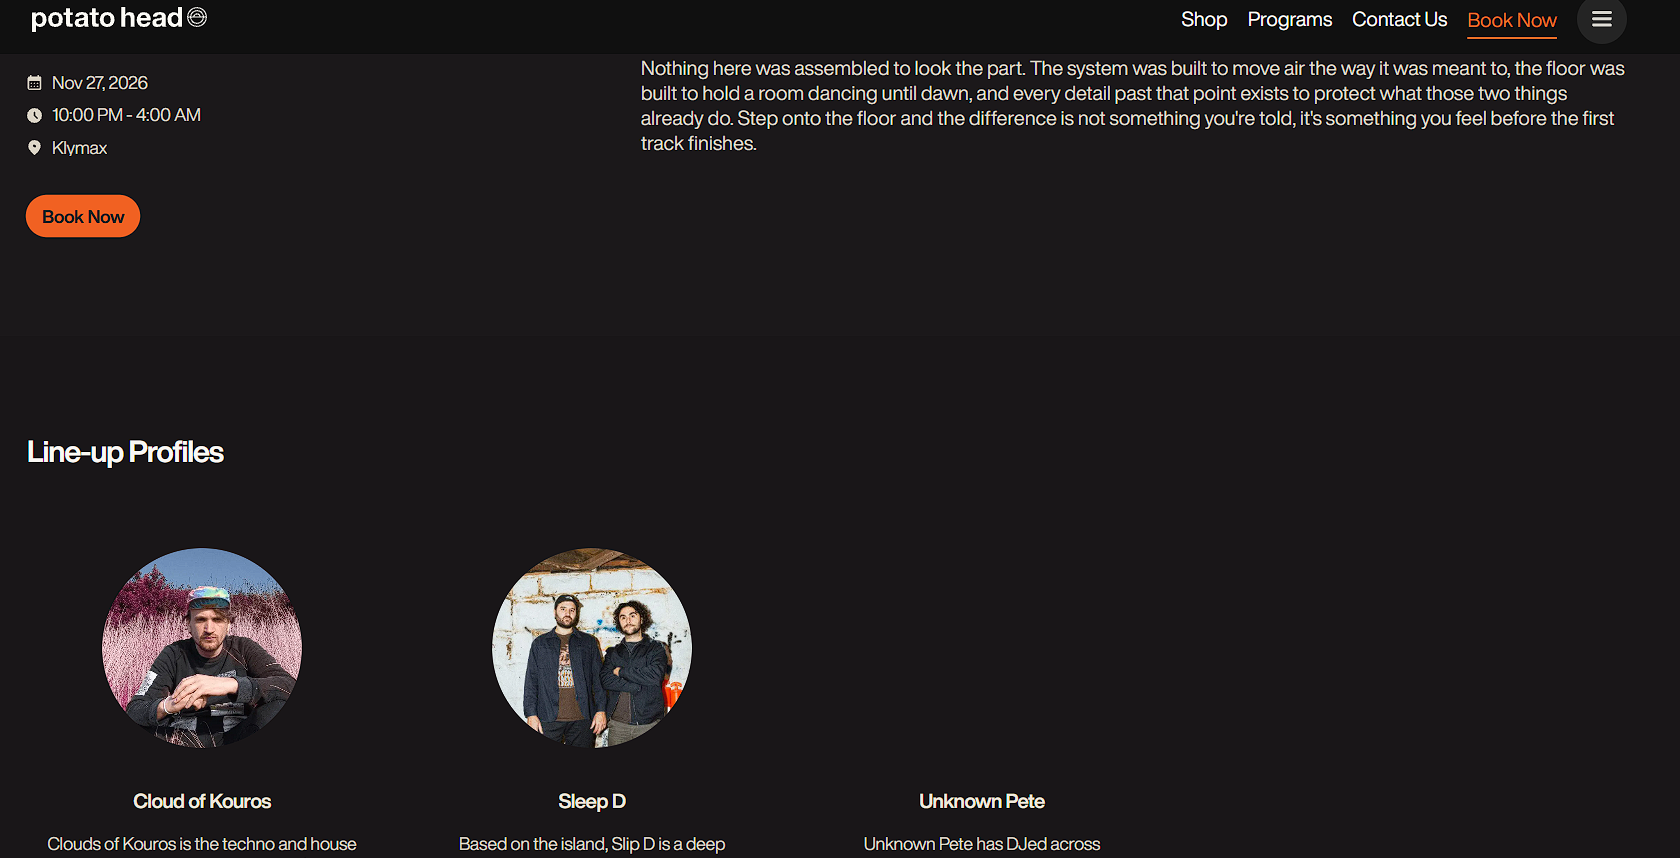 potato head
Shop Programs Contact Us Book Now
Nov 27, 2026
10:00 PM - 4:00 AM
Klymax
Book Now
Nothing here was assembled to look the part. The system was built to move air the way it was meant to, the floor was
built to hold a room dancing until dawn, and every detail past that point exists to protect what those two things
already do. Step onto the floor and the difference is not something you're told, it's something you feel before the first
track finishes.
Line-up Profiles
Cloud of Kouros
Clouds of Kouros is the techno and house
Sleep D
Based on the island, Slip D is a deep
Unknown Pete
Unknown Pete has DJed across